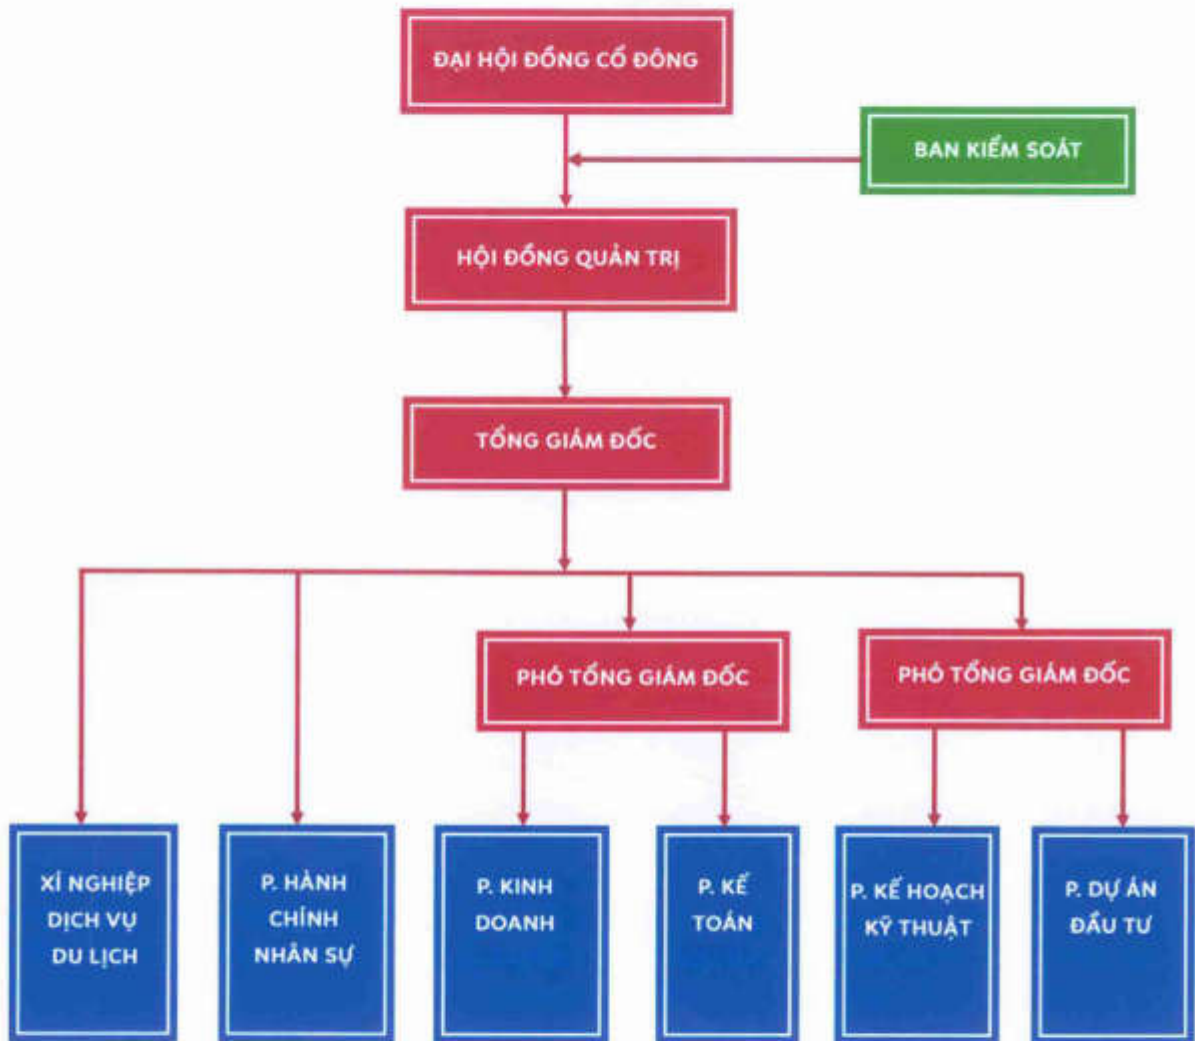 ĐẠI HỘI ĐỒNG CỔ ĐÔNG
BAN KIỂM SOÁT
HỘI ĐỒNG QUẢN TRỊ
TỔNG GIÁM ĐỐC
PHÓ TỔNG GIÁM ĐỐC
PHÓ TỔNG GIÁM ĐỐC
XÍ NGHIỆP
DỊCH VỤ
DU LỊCH
P. HÀNH
CHÍNH
NHÂN SỰ
P. KINH
DOANH
P. KẾ
TOÁN
P. KẾ HOẠCH
KỸ THUẬT
P. DỰ ÁN
ĐẦU TƯ